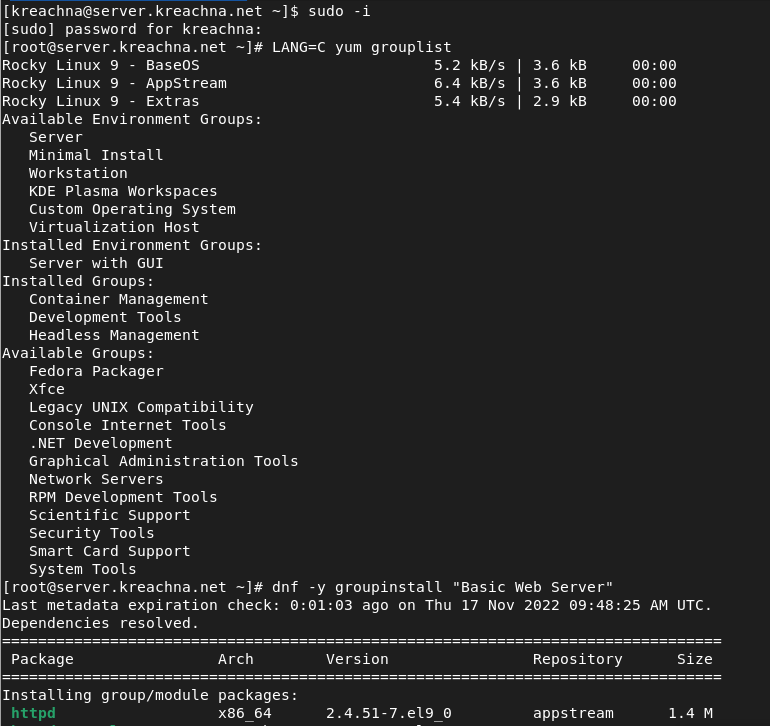 [kreachna@server.kreachna.net ~]$ sudo -i
[sudo] password for kreachna:
[root@server.kreachna.net ~]# LANG=C yum grouplist
Rocky Linux 9 - BaseOS                          5.2 kB/s | 3.6 kB     00:00
Rocky Linux 9 - AppStream                       6.4 kB/s | 3.6 kB     00:00
Rocky Linux 9 - Extras                          5.4 kB/s | 2.9 kB     00:00
Available Environment Groups:
   Server
   Minimal Install
   Workstation
   KDE Plasma Workspaces
   Custom Operating System
   Virtualization Host
Installed Environment Groups:
   Server with GUI
Installed Groups:
   Container Management
   Development Tools
   Headless Management
Available Groups:
   Fedora Packager
   Xfce
   Legacy UNIX Compatibility
   Console Internet Tools
   .NET Development
   Graphical Administration Tools
   Network Servers
   RPM Development Tools
   Scientific Support
   Security Tools
   Smart Card Support
   System Tools
[root@server.kreachna.net ~]# dnf -y groupinstall "Basic Web Server"
Last metadata expiration check: 0:01:03 ago on Thu 17 Nov 2022 09:48:25 AM UTC.
Dependencies resolved.
================================================================================
 Package                Arch        Version                Repository      Size
================================================================================
Installing group/module packages:
 httpd                  x86_64      2.4.51-7.el9_0         appstream      1.4 M